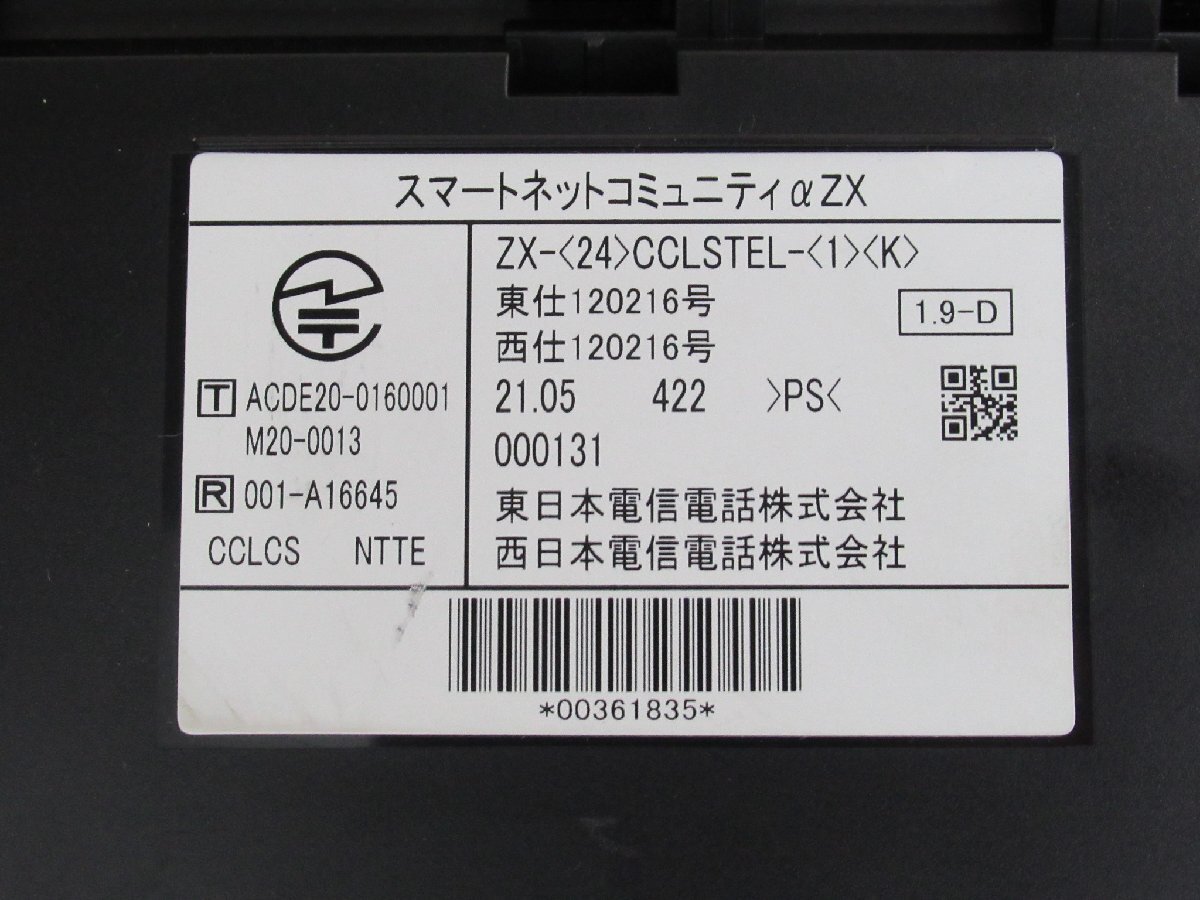 スマートネットコミュニティαZX
T ACDE20-0160001
M20-0013
R 001-A16645
CCLCS NTTE
ZX-<24>CCLSTEL-<1><K>
東仕120216号
西仕120216号
1.9-D
21.05 422 >PS<
000131
東日本電信電話株式会社
西日本電信電話株式会社
*00361835*